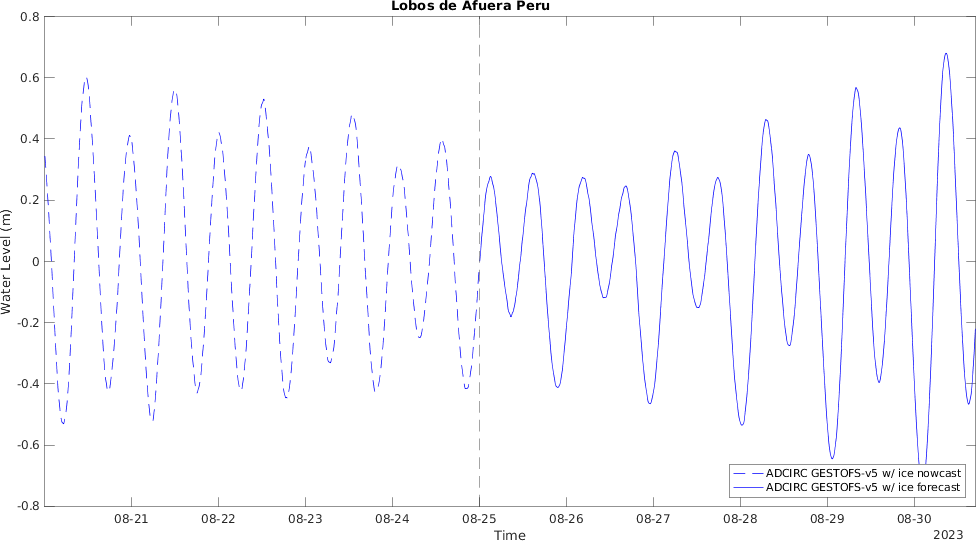 Lobos de Afuera Peru
0.8
0.6
0.4
0.2
0
-0.2
-0.4
-0.6
-0.8
Water Level (m)
ADCIRC GESTOFS-v5 w/ ice nowcast
ADCIRC GESTOFS-v5 w/ ice forecast
08-21 08-22 08-23 08-24 08-25 08-26 08-27 08-28 08-29 08-30
Time
2023